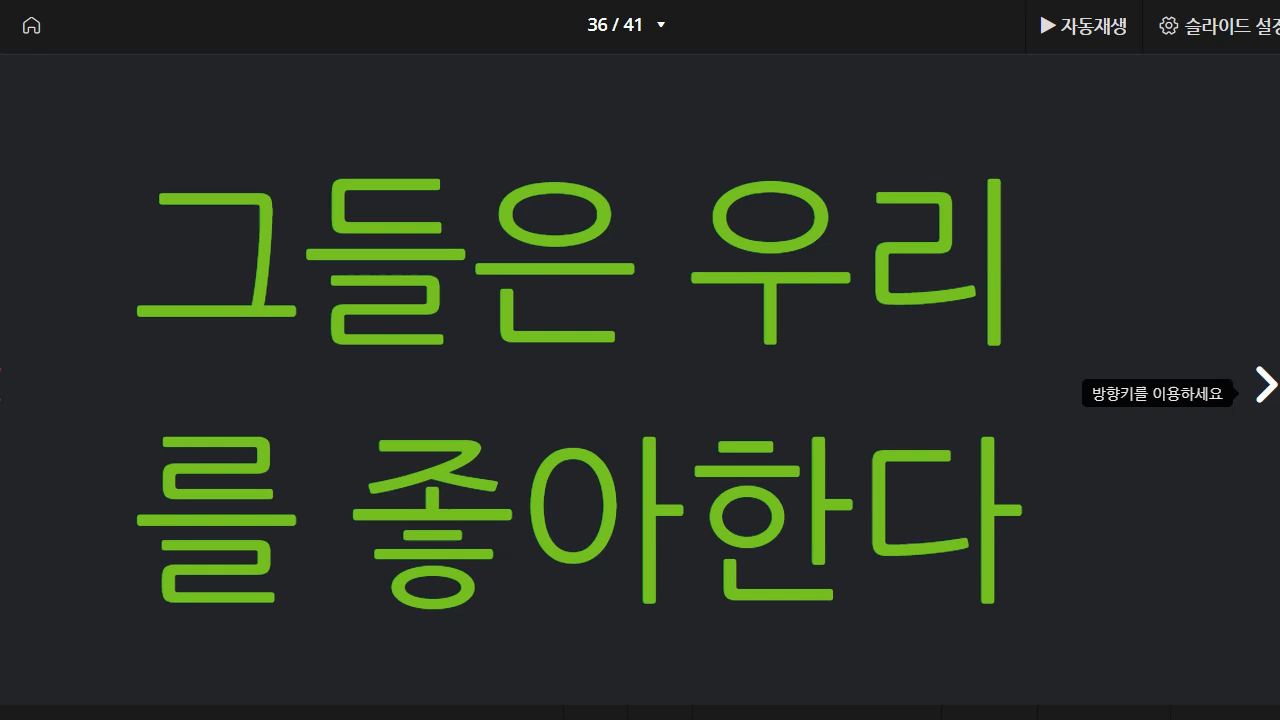 36 / 41
▶ 자동재생
슬라이드 설정
그들은 우리
를 좋아한다
방향키를 이용하세요